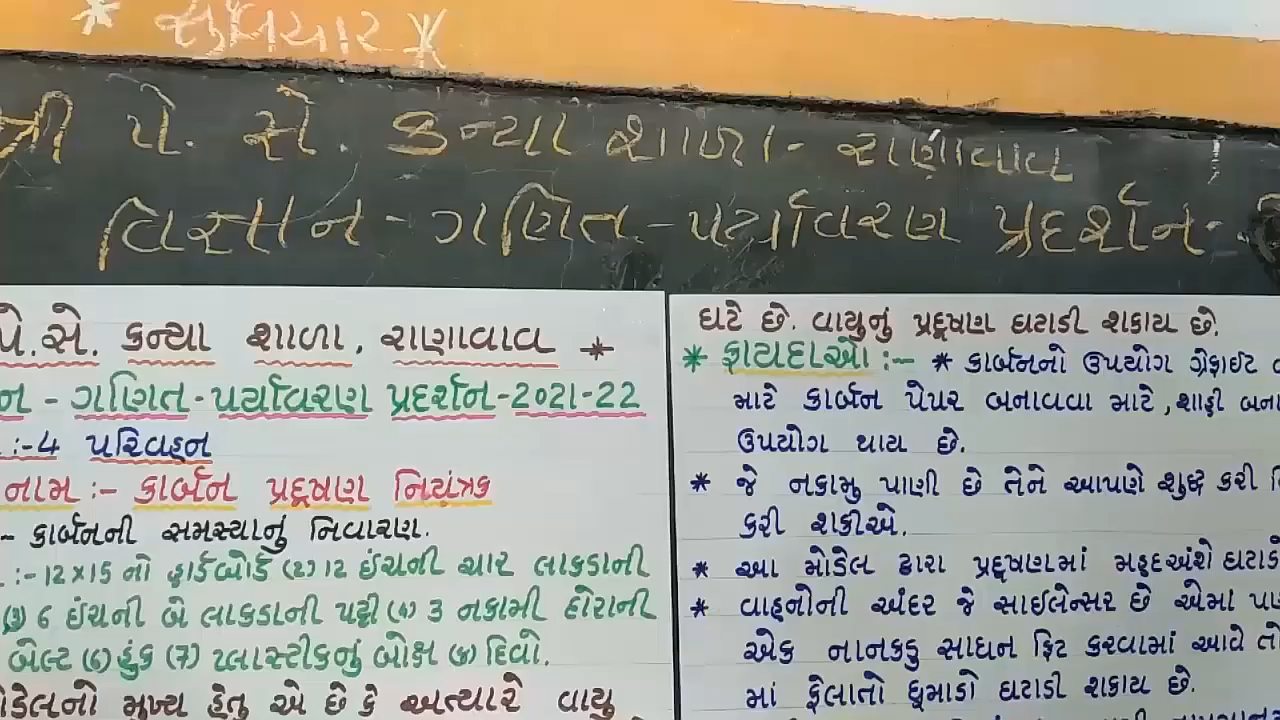 * સુવિચાર *
શ્રી પે. સે. કન્યા શાળા - રાણાવાવ
વિજ્ઞાન - ગણિત - પર્યાવરણ પ્રદર્શન -
પે.સે. કન્યા શાળા, રાણાવાવ *
ન - ગણિત - પર્યાવરણ પ્રદર્શન - 2021-22
:- 4 પરિવહન
નામ :- કાર્બન પ્રદૂષણ નિયંત્રક
- કાર્બનની સમસ્યાનું નિવારણ.
:- 12 x 15 નો હાર્ડબોર્ડ (2) 12 ઇંચની ચાર લાકડાની
(3) 6 ઇંચની બે લાકડાની પટ્ટી (4) 3 નકામી હોરાની
બેલ્ટ (6) હુંક (7) પ્લાસ્ટીકનું બોક્ષ (8) દિવો.
મોડેલનો મુખ્ય હેતુ એ છે કે અત્યારે વાયુ
ઘટે છે. વાયુનું પ્રદૂષણ ઘટાડી શકાય છે.
* ફાયદાઓ :- * કાર્બનનો ઉપયોગ ગ્રેફાઈટ
માટે કાર્બન પેપર બનાવવા માટે, શાહી બના
ઉપયોગ થાય છે.
* જે નકામુ પાણી છે તેને આપણે શુદ્ધ કરી
કરી શકીએ.
* આ મોડેલ દ્વારા પ્રદૂષણમાં મહદઅંશે ઘટાડ
* વાહનોની અંદર જે સાઈલેન્સર છે એમાં પણ
એક નાનકડુ સાધન ફિટ કરવામાં આવે તો
માં ફેલાતો ધૂમાડો ઘટાડી શકાય છે.